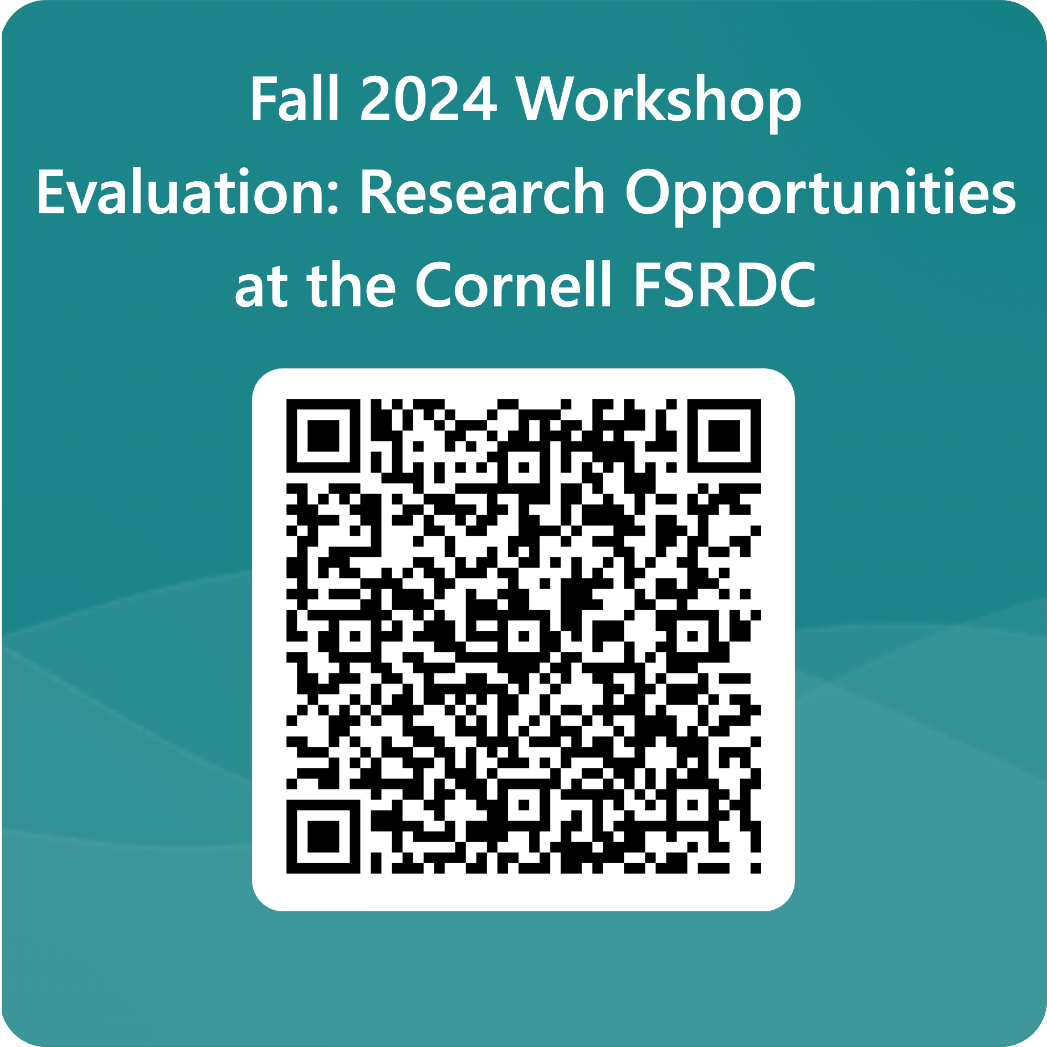 Fall 2024 Workshop
Evaluation: Research Opportunities
at the Cornell FSRDC